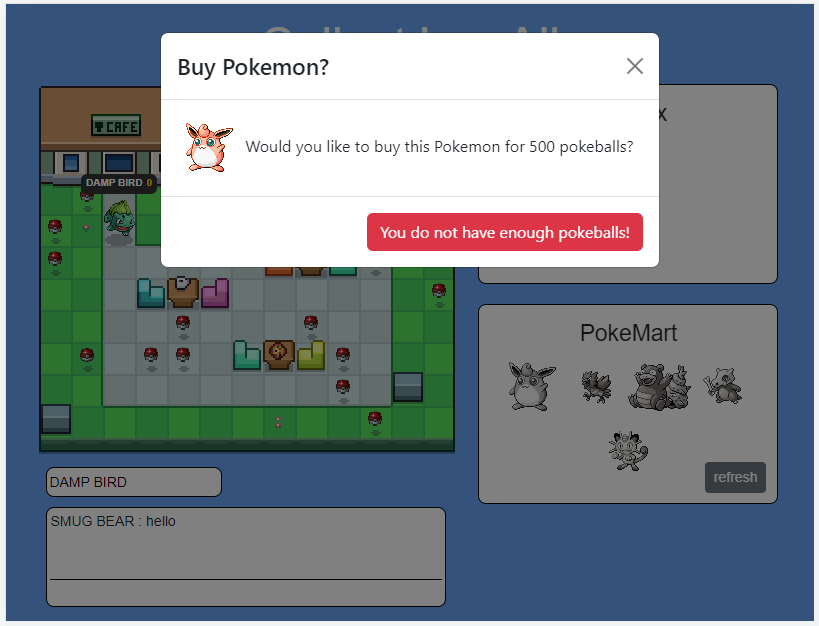 Buy Pokemon?
Would you like to buy this Pokemon for 500 pokeballs?
You do not have enough pokeballs!
CAFE
DAMP BIRD 0
x
PokeMart
refresh
DAMP BIRD
SMUG BEAR : hello